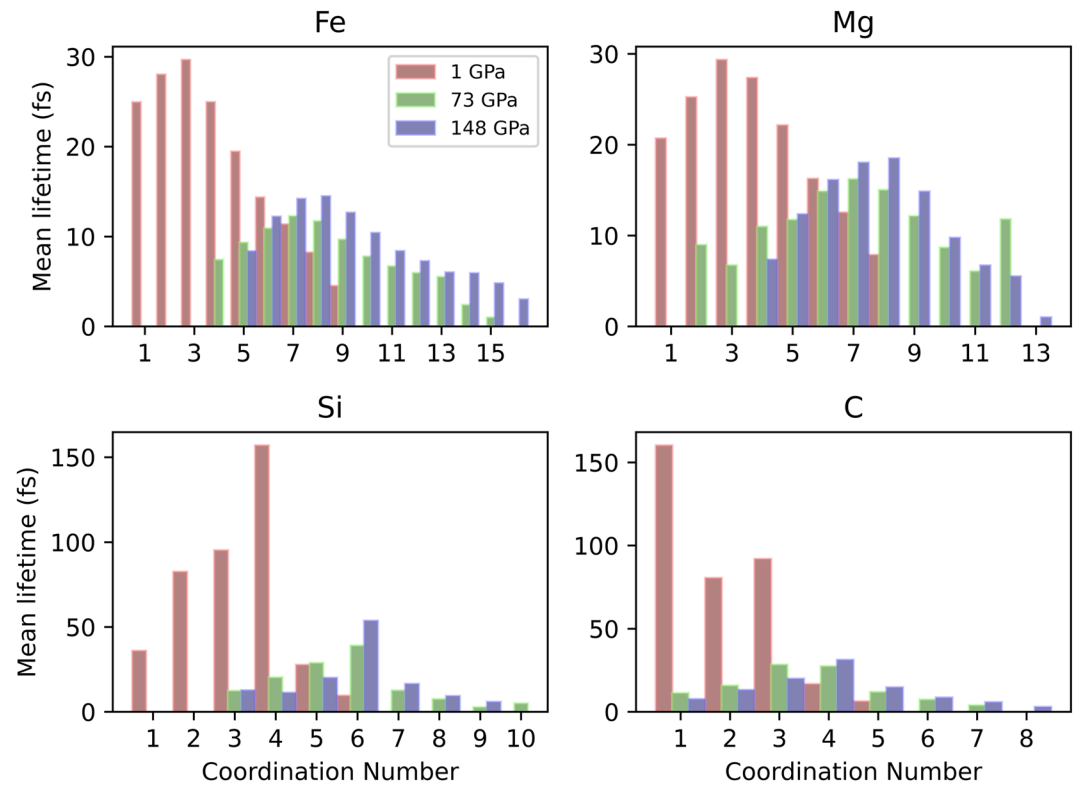 Fe
Mg
Mean lifetime (fs)
30
20
10
0
1 GPa
73 GPa
148 GPa
1 3 5 7 9 11 13 15
30
20
10
0
1 3 5 7 9 11 13
Si
C
Mean lifetime (fs)
150
100
50
0
1 2 3 4 5 6 7 8 9 10
Coordination Number
150
100
50
0
1 2 3 4 5 6 7 8
Coordination Number